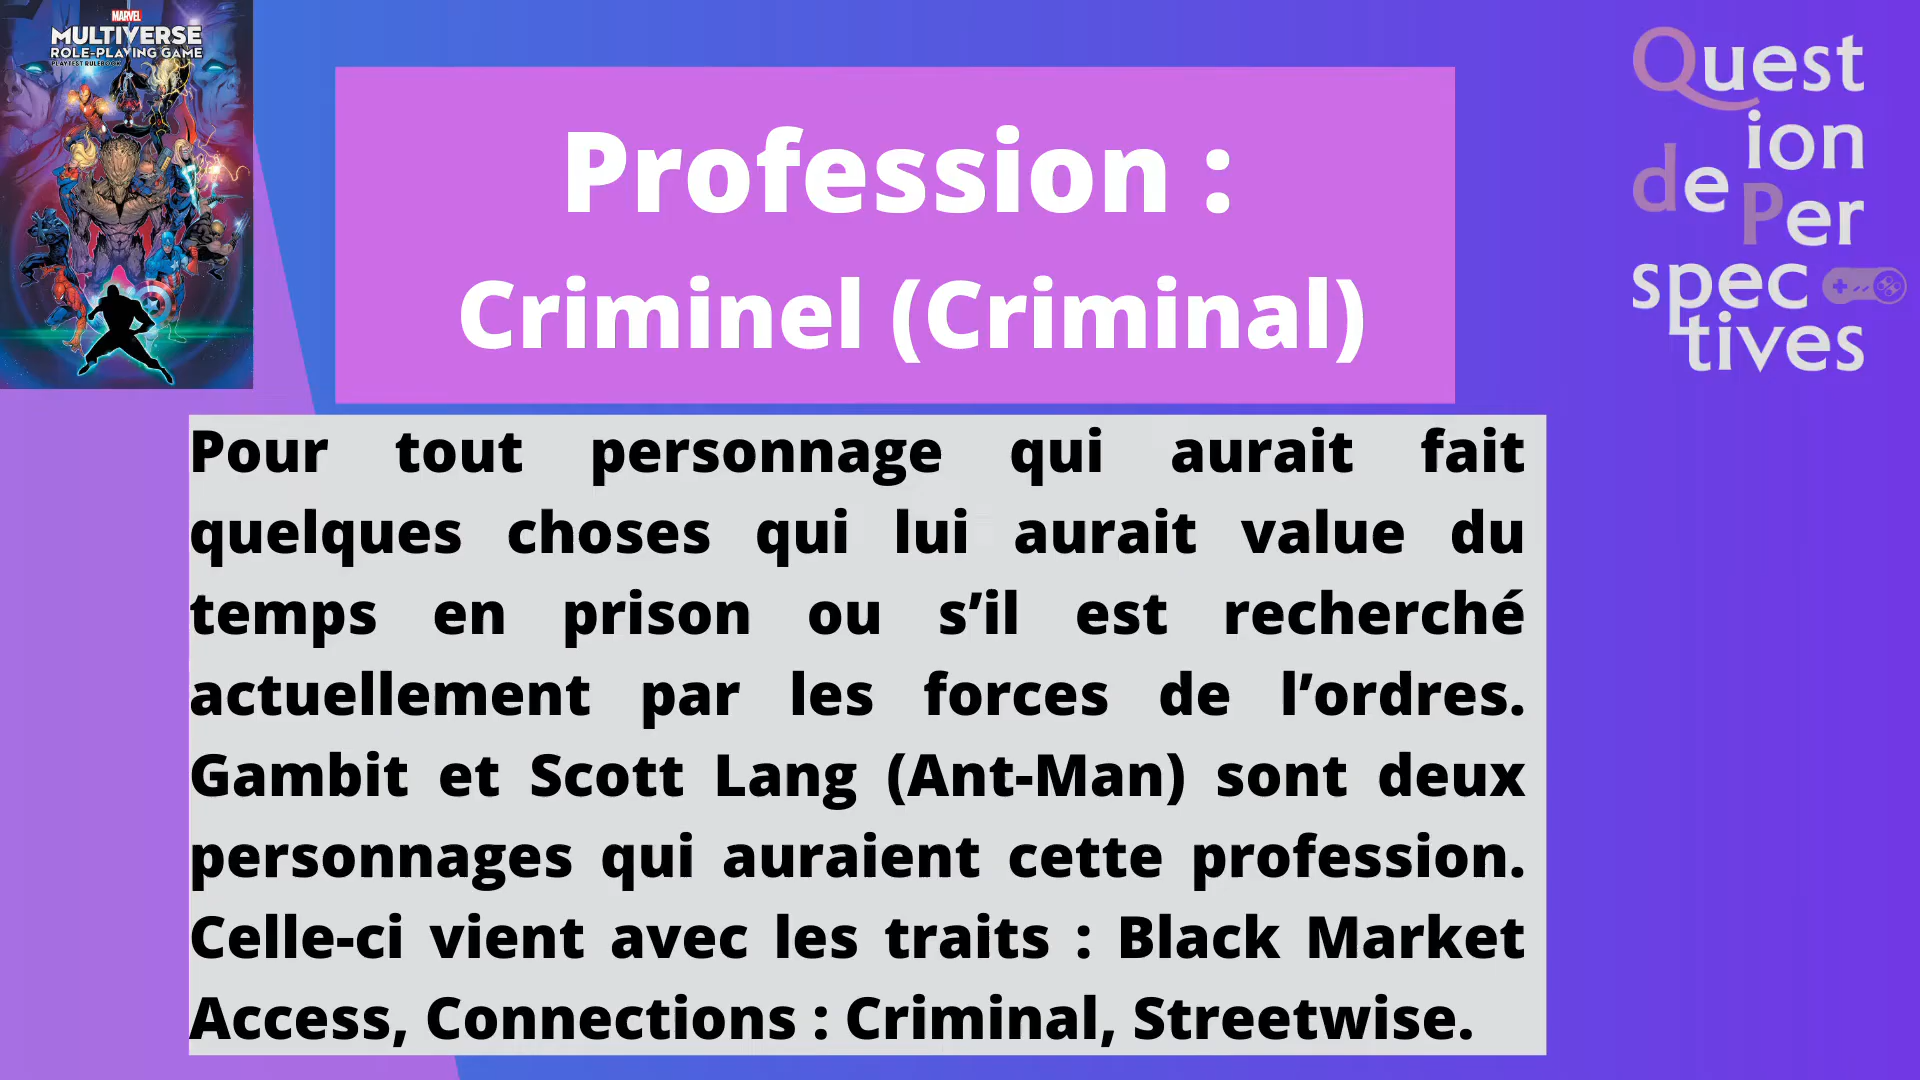 MARVEL
MULTIVERSE
ROLE-PLAYING GAME
PLAYTEST RULEBOOK
Profession :
Criminel (Criminal)
Quest
ion
de Per
spec
tives
Pour tout personnage qui aurait fait
quelques choses qui lui aurait value du
temps en prison ou s’il est recherché
actuellement par les forces de l’ordres.
Gambit et Scott Lang (Ant-Man) sont deux
personnages qui auraient cette profession.
Celle-ci vient avec les traits : Black Market
Access, Connections : Criminal, Streetwise.